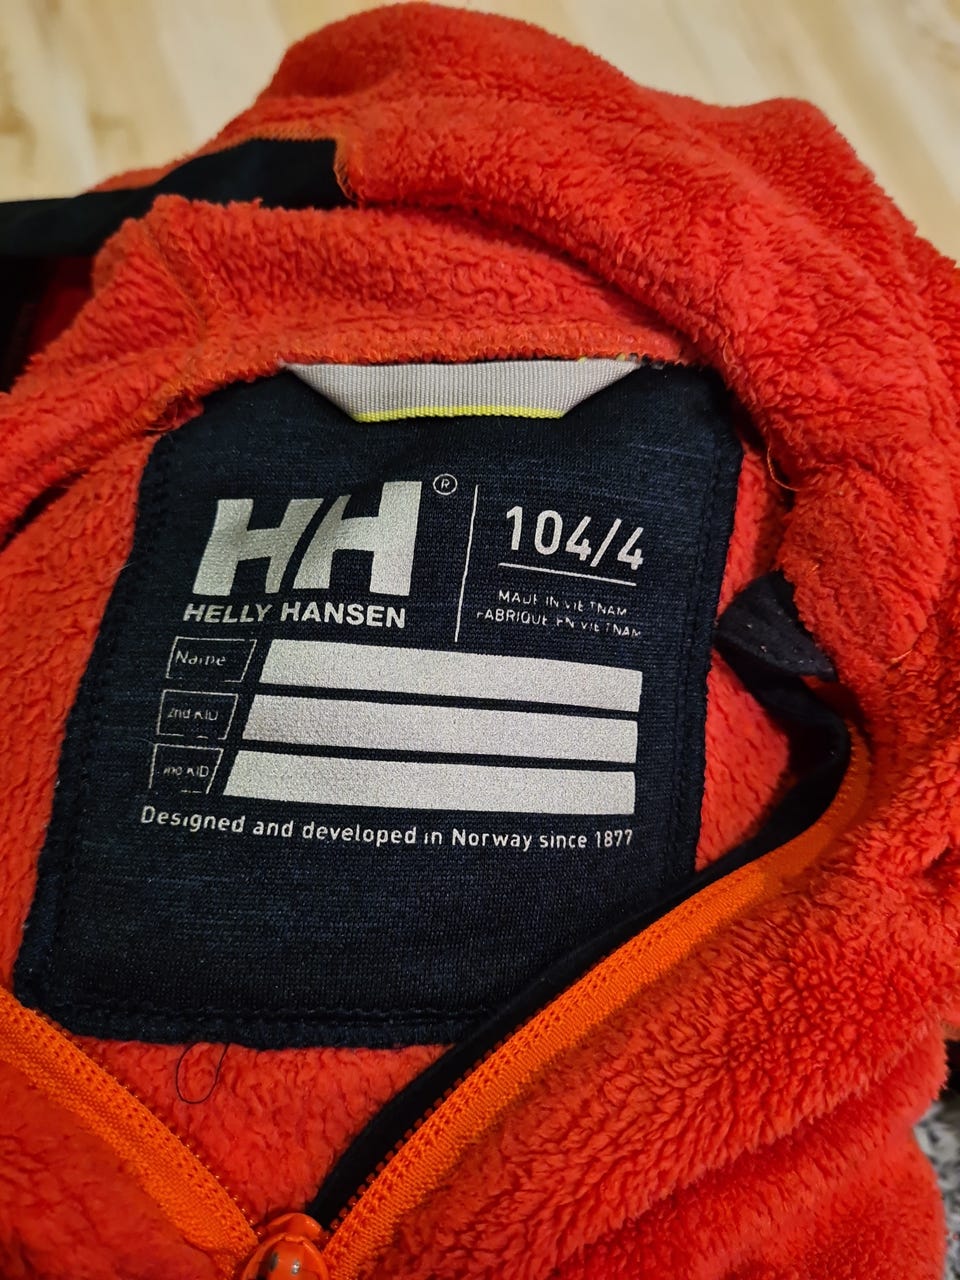 HH®
HELLY HANSEN
104/4
MADE IN VIETNAM
FABRIQUE EN VIETNAM
Name
2nd KID
KID
Designed and developed in Norway since 1877